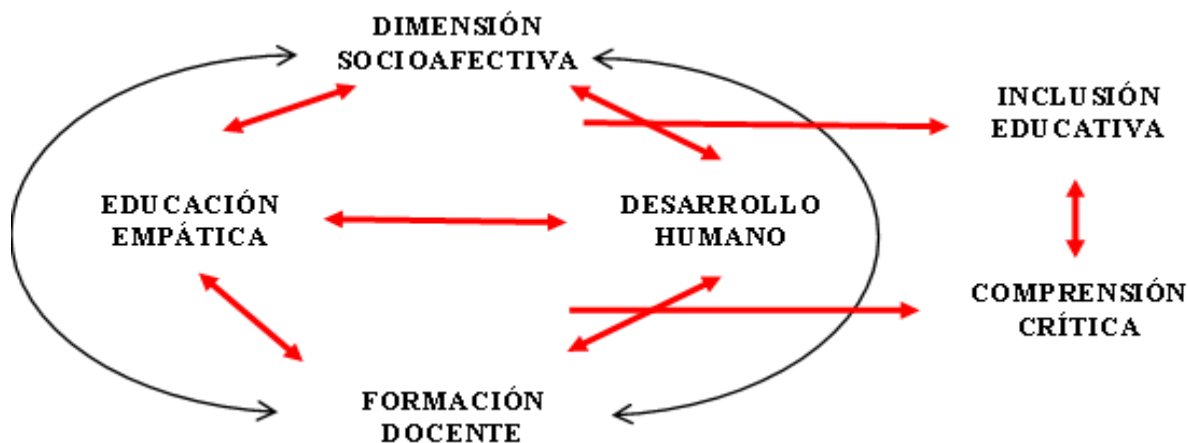 DIMENSIÓN
SOCIOAFECTIVA
INCLUSIÓN
EDUCATIVA
EDUCACIÓN
EMPÁTICA
DESARROLLO
HUMANO
COMPRENSIÓN
CRÍTICA
FORMACIÓN
DOCENTE